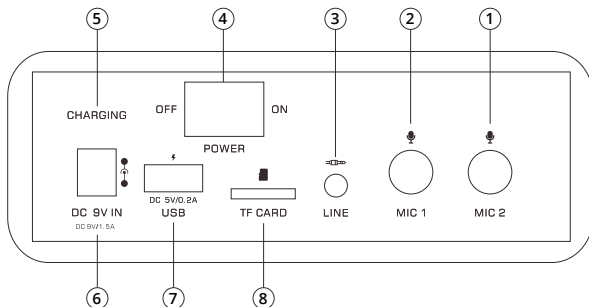 5 4 3 2 1
CHARGING
OFF ON
POWER
DC 9V IN
DC 9V/1.5A
DC 5V/0.2A
USB
TF CARD
LINE
MIC 1
MIC 2
6 7 8